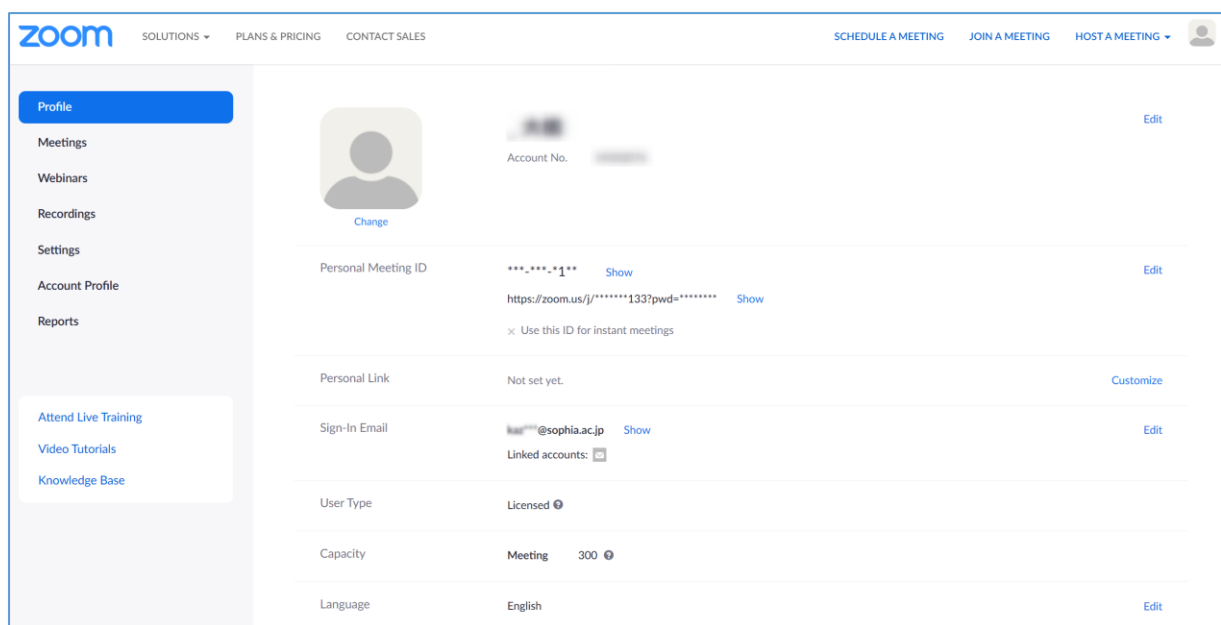 zoom SOLUTIONS PLANS & PRICING CONTACT SALES SCHEDULE A MEETING JOIN A MEETING HOST A MEETING
Profile
Meetings
Webinars
Recordings
Settings
Account Profile
Reports
Attend Live Training
Video Tutorials
Knowledge Base
Edit
Account No.
Change
Personal Meeting ID ***-***-*1** Show Edit
https://zoom.us/j/*******133?pwd=******** Show
× Use this ID for instant meetings
Personal Link Not set yet. Customize
Sign-In Email ***@sophia.ac.jp Show Edit
Linked accounts:
User Type Licensed ?
Capacity Meeting 300 ?
Language English Edit